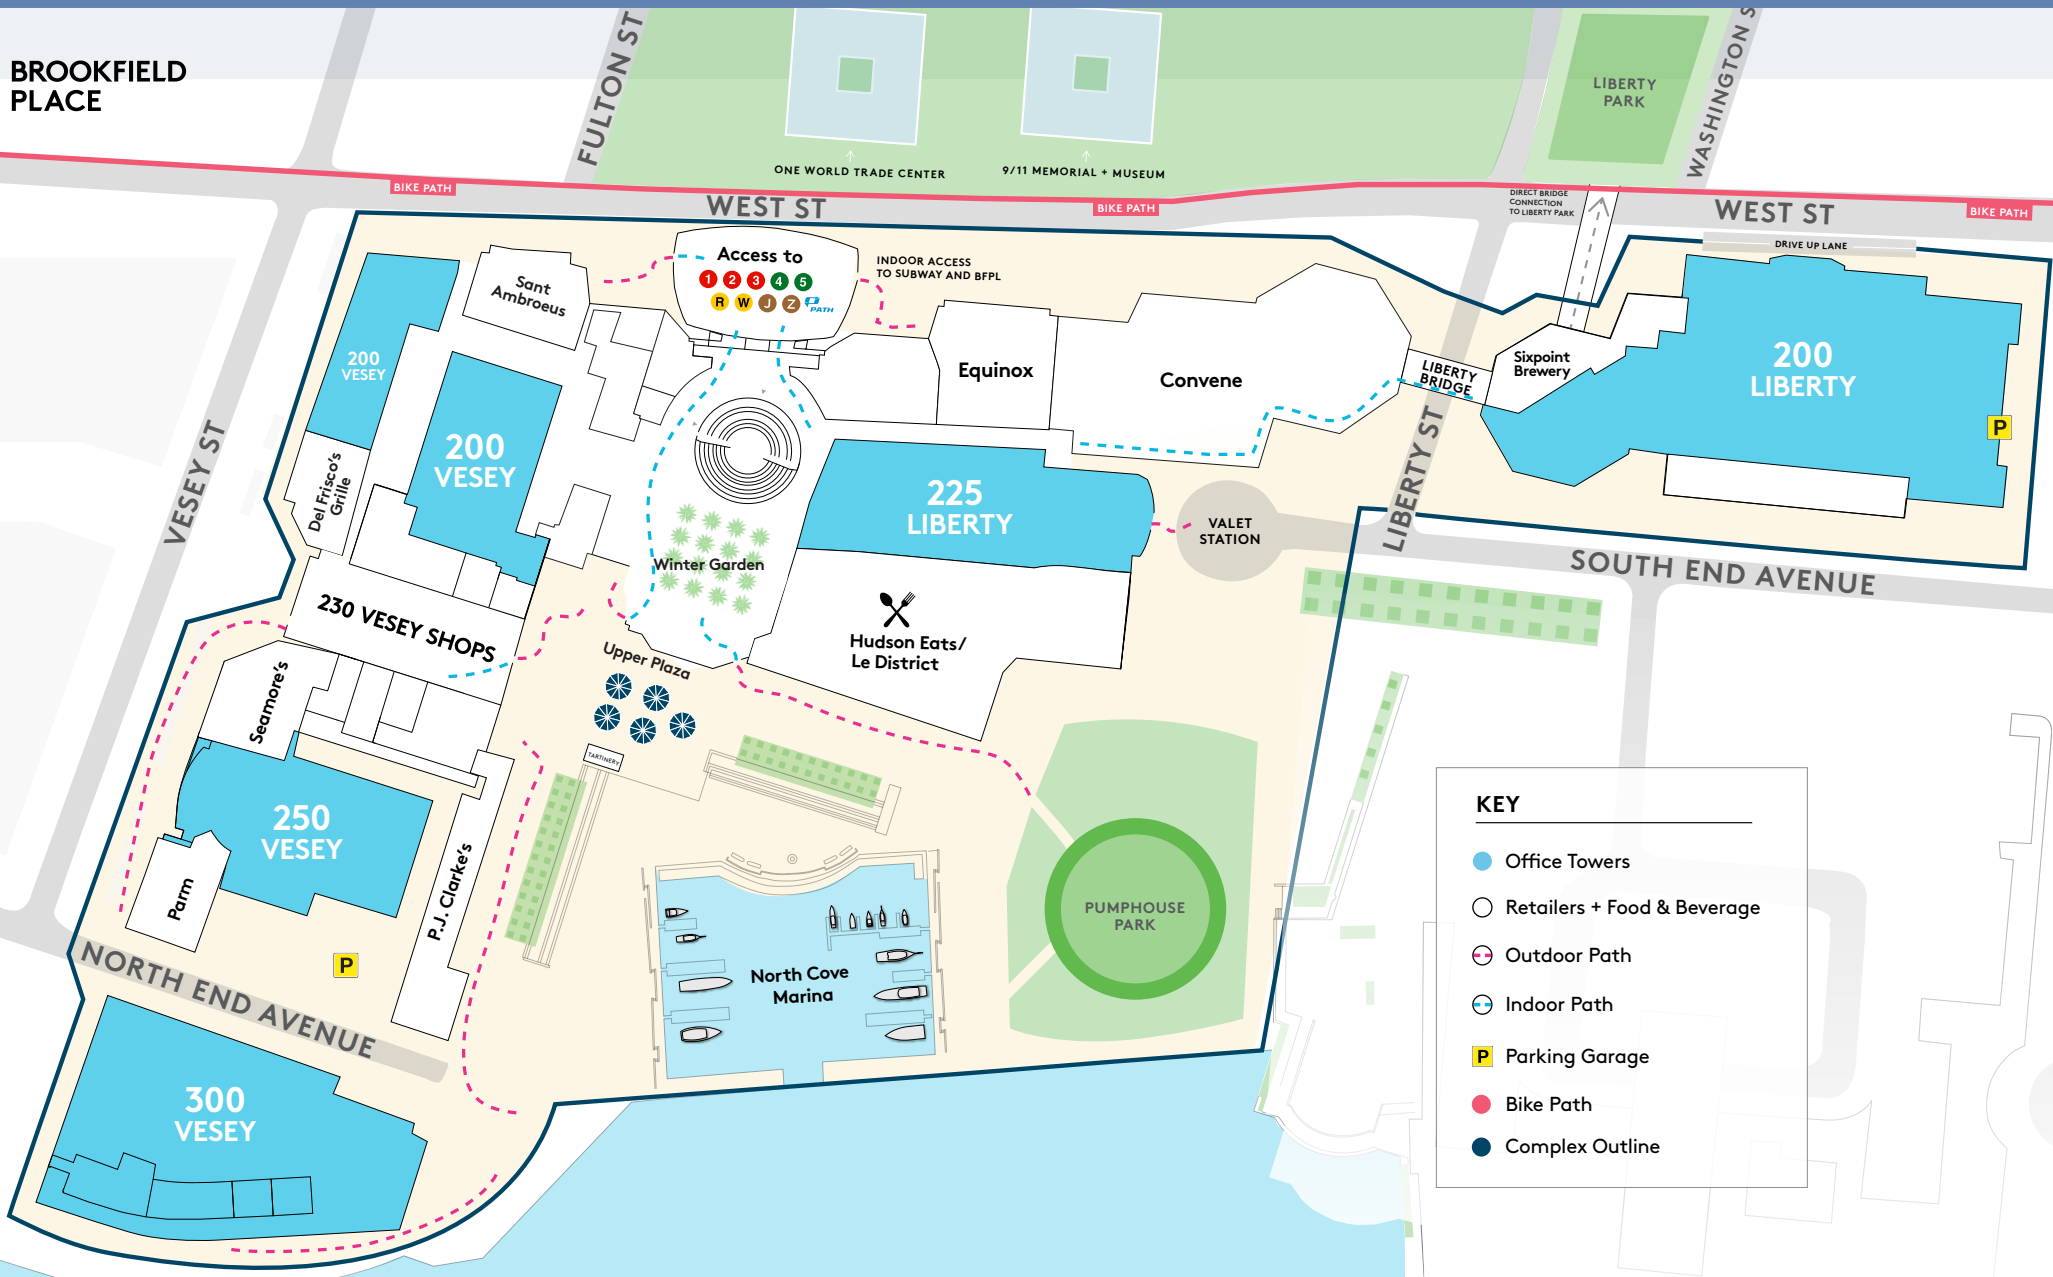 BROOKFIELD
PLACE
FULTON ST
LIBERTY
PARK
WASHINGTON S
ONE WORLD TRADE CENTER
9/11 MEMORIAL + MUSEUM
BIKE PATH
WEST ST
BIKE PATH
DIRECT BRIDGE
CONNECTION
TO LIBERTY PARK
WEST ST
BIKE PATH
DRIVE UP LANE
Access to
1 2 3 4 5
R W J Z PATH
INDOOR ACCESS
TO SUBWAY AND BFPL
Sant
Ambroeus
200
VESEY
Equinox
Convene
LIBERTY
BRIDGE
Sixpoint
Brewery
200
LIBERTY
P
VESEY ST
Del Frisco's
Grille
200
VESEY
225
LIBERTY
VALET
STATION
LIBERTY ST
SOUTH END AVENUE
Winter Garden
230 VESEY SHOPS
Hudson Eats/
Le District
Upper Plaza
Seamore's
TARTINERY
250
VESEY
Parm
P.J. Clarke's
P
NORTH END AVENUE
North Cove
Marina
PUMPHOUSE
PARK
300
VESEY
KEY
Office Towers
Retailers + Food & Beverage
Outdoor Path
Indoor Path
P Parking Garage
Bike Path
Complex Outline